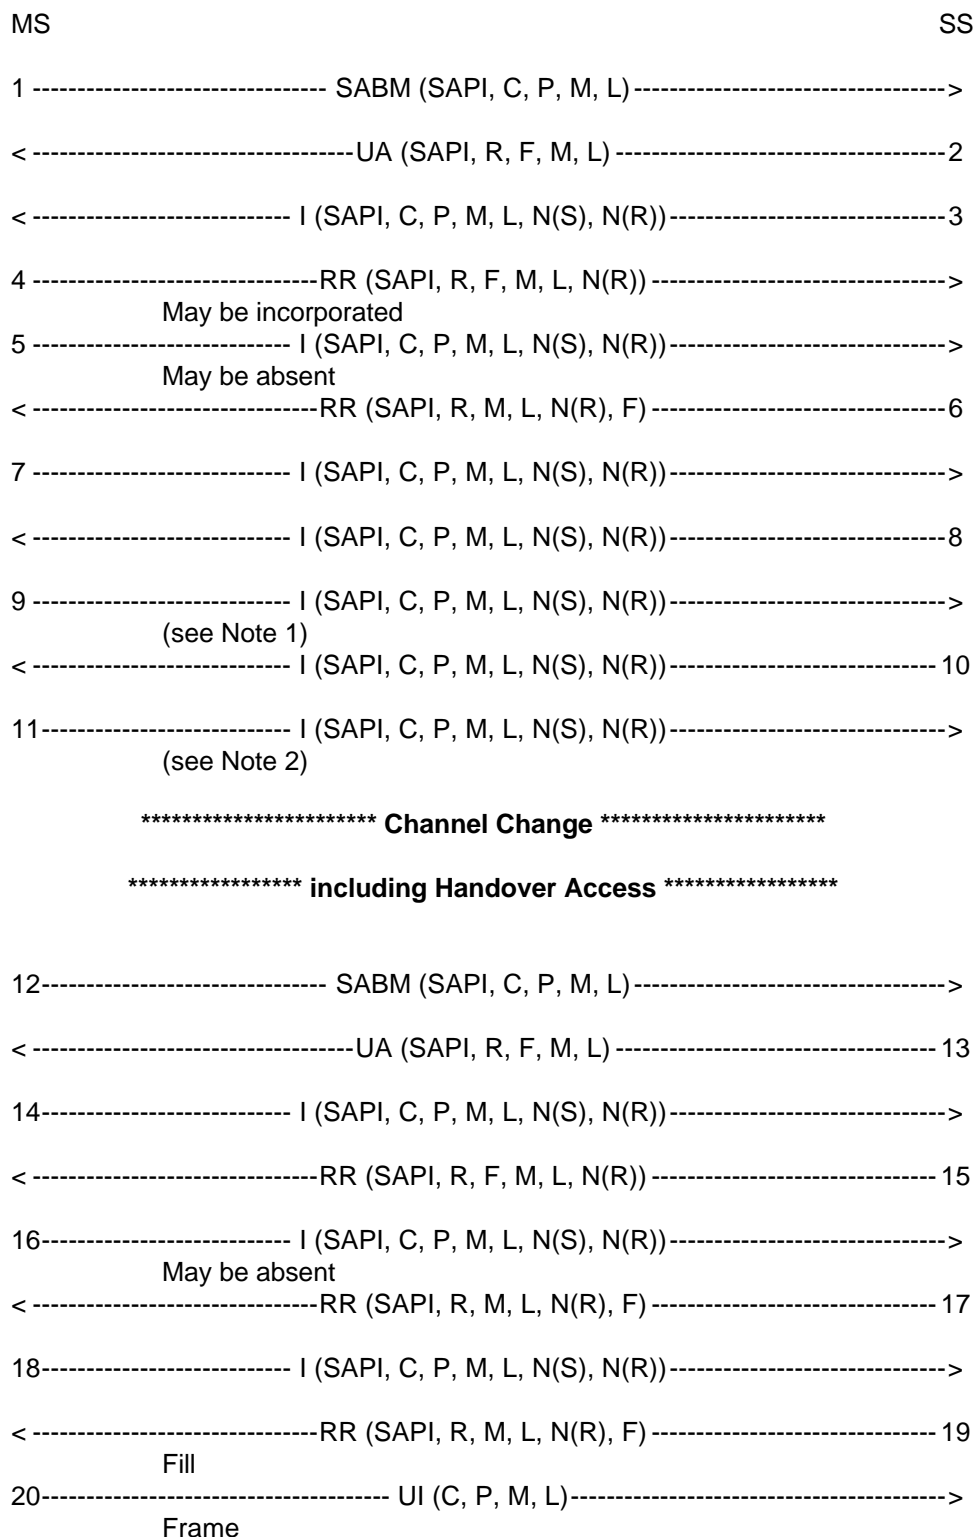 MS SS
1 --------------------------------- SABM (SAPI, C, P, M, L)----------------------------------->
< ------------------------------------UA (SAPI, R, F, M, L) -------------------------------------2
< ----------------------------- I (SAPI, C, P, M, L, N(S), N(R))-------------------------------3
4 --------------------------------RR (SAPI, R, F, M, L, N(R)) --------------------------------->
May be incorporated
5 ----------------------------- I (SAPI, C, P, M, L, N(S), N(R))------------------------------->
May be absent
< --------------------------------RR (SAPI, R, M, L, N(R), F) ---------------------------------6
7 ----------------------------- I (SAPI, C, P, M, L, N(S), N(R))------------------------------->
< ----------------------------- I (SAPI, C, P, M, L, N(S), N(R))-------------------------------8
9 ----------------------------- I (SAPI, C, P, M, L, N(S), N(R))------------------------------->
(see Note 1)
< ----------------------------- I (SAPI, C, P, M, L, N(S), N(R))------------------------------ 10
11---------------------------- I (SAPI, C, P, M, L, N(S), N(R))------------------------------->
(see Note 2)
*********************** Channel Change **********************
***************** including Handover Access *****************
12-------------------------------- SABM (SAPI, C, P, M, L)----------------------------------->
< ------------------------------------UA (SAPI, R, F, M, L) ------------------------------------ 13
14---------------------------- I (SAPI, C, P, M, L, N(S), N(R))------------------------------->
< --------------------------------RR (SAPI, R, F, M, L, N(R)) -------------------------------- 15
16---------------------------- I (SAPI, C, P, M, L, N(S), N(R))------------------------------->
May be absent
< --------------------------------RR (SAPI, R, M, L, N(R), F) -------------------------------- 17
18---------------------------- I (SAPI, C, P, M, L, N(S), N(R))------------------------------->
< --------------------------------RR (SAPI, R, M, L, N(R), F) -------------------------------- 19
Fill
20--------------------------------------- UI (C, P, M, L)------------------------------------------>
Frame